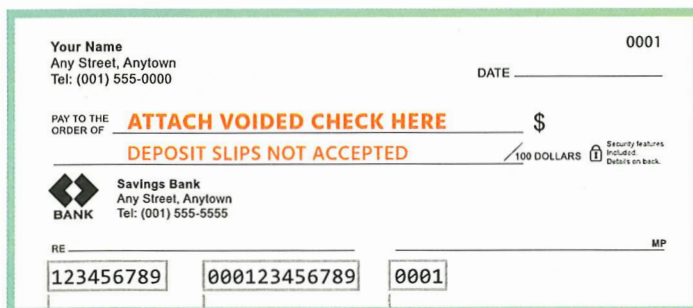 Your Name
Any Street, Anytown
Tel: (001) 555-0000
0001
DATE
PAY TO THE
ORDER OF
ATTACH VOIDED CHECK HERE
$
DEPOSIT SLIPS NOT ACCEPTED
/100 DOLLARS
Security features
Included.
Details on back.
BANK
Savings Bank
Any Street, Anytown
Tel: (001) 555-5555
RE
MP
123456789 000123456789 0001